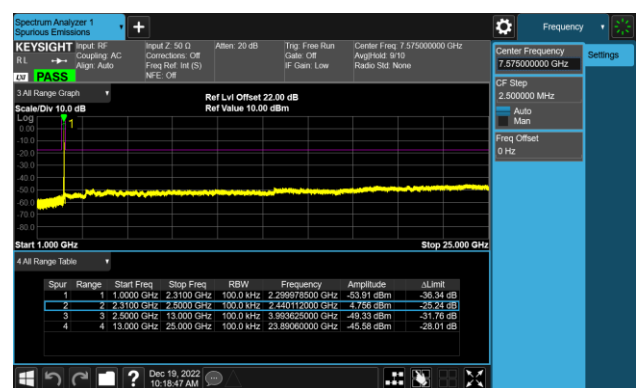 Spectrum Analyzer 1
Spurious Emissions
Frequency
KEYSIGHT
RL
LXI
PASS
Input: RF
Coupling: AC
Align: Auto
Input Z: 50 Ω
Corrections: Off
Freq Ref: Int (S)
NFE: Off
Atten: 20 dB
Trig: Free Run
Gate: Off
IF Gain: Low
Center Freq: 7.575000000 GHz
Avg|Hold: 9/10
Radio Std: None
Center Frequency
7.575000000 GHz
Settings
CF Step
2.500000 MHz
Auto
Man
Freq Offset
0 Hz
3 All Range Graph
Scale/Div 10.0 dB
Ref Lvl Offset 22.00 dB
Ref Value 10.00 dBm
Log
1
0.00
-10.0
-20.0
-30.0
-40.0
-50.0
-60.0
-70.0
-80.0
Start 1.000 GHz
Stop 25.000 GHz
4 All Range Table
Spur Range Start Freq Stop Freq RBW Frequency Amplitude ΔLimit
1 1 1.0000 GHz 2.3100 GHz 100.0 kHz 2.299978500 GHz -53.91 dBm -36.34 dB
2 2 2.3100 GHz 2.5000 GHz 100.0 kHz 2.440112000 GHz 4.756 dBm -25.24 dB
3 3 2.5000 GHz 13.000 GHz 100.0 kHz 3.993625000 GHz -49.33 dBm -31.76 dB
4 4 13.000 GHz 25.000 GHz 100.0 kHz 23.89060000 GHz -45.58 dBm -28.01 dB
?
Dec 19, 2022
10:18:47 AM